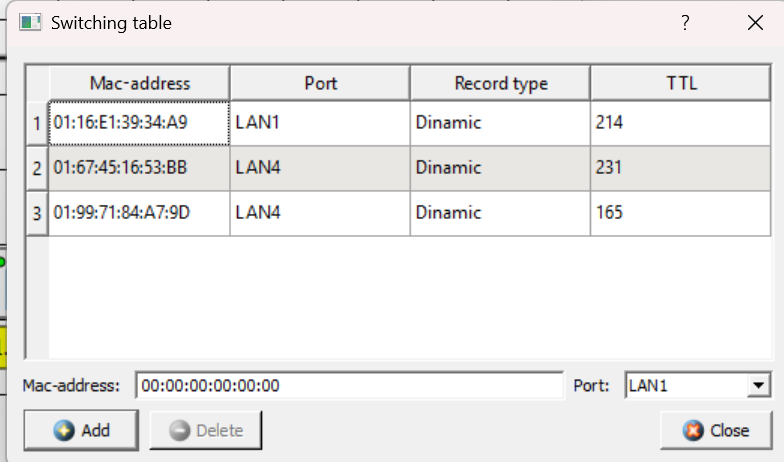 Switching table ?
Mac-address Port Record type TTL
1 01:16:E1:39:34:A9 LAN1 Dinamic 214
2 01:67:45:16:53:BB LAN4 Dinamic 231
3 01:99:71:84:A7:9D LAN4 Dinamic 165
Mac-address: 00:00:00:00:00:00 Port: LAN1
Add Delete Close